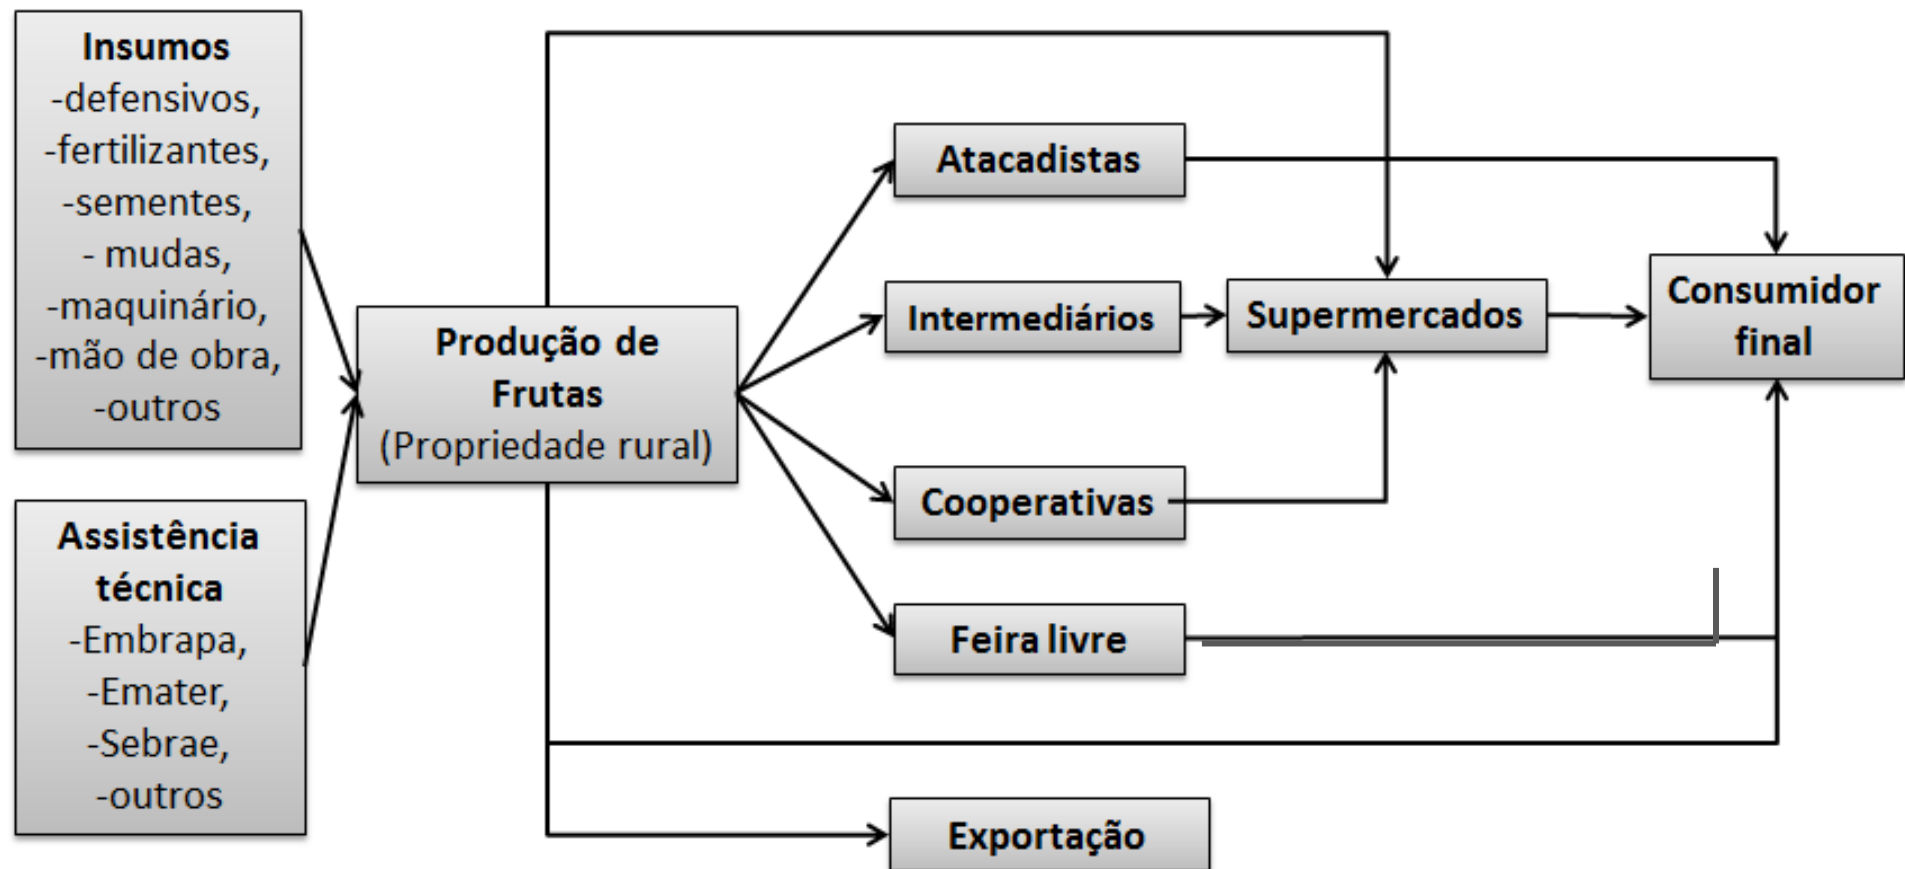 Insumos
-defensivos,
-fertilizantes,
-sementes,
- mudas,
-maquinário,
-mão de obra,
-outros
Assistência
técnica
-Embrapa,
-Emater,
-Sebrae,
-outros
Produção de
Frutas
(Propriedade rural)
Atacadistas
Intermediários
Cooperativas
Feira livre
Exportação
Supermercados
Consumidor
final